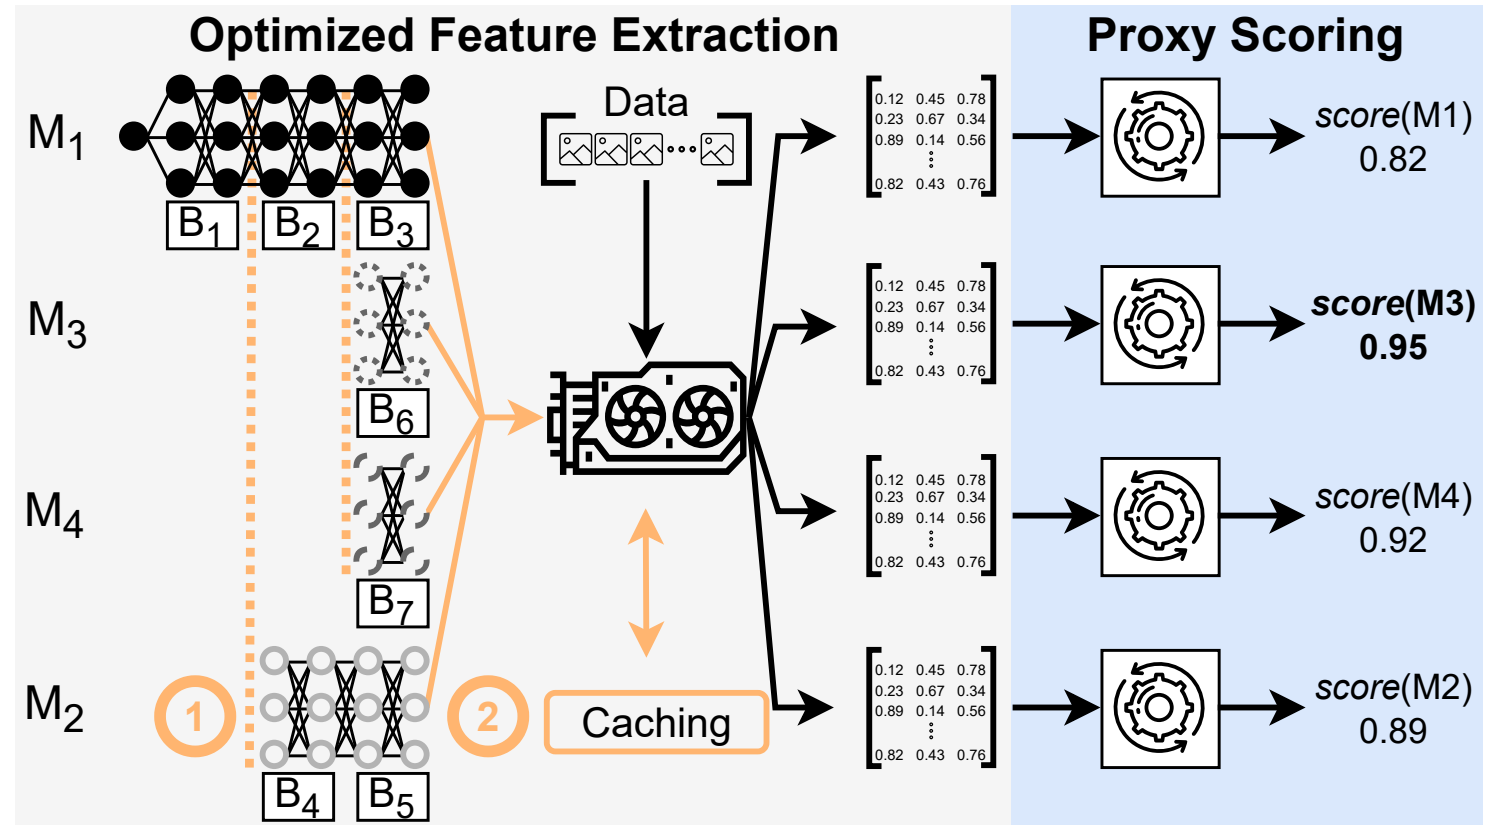 Optimized Feature Extraction
Proxy Scoring
M1
B1 B2 B3
Data
0.12 0.45 0.78
0.23 0.67 0.34
0.89 0.14 0.56
0.82 0.43 0.76
score(M1)
0.82
M3
B6
0.12 0.45 0.78
0.23 0.67 0.34
0.89 0.14 0.56
0.82 0.43 0.76
score(M3)
0.95
M4
B7
0.12 0.45 0.78
0.23 0.67 0.34
0.89 0.14 0.56
0.82 0.43 0.76
score(M4)
0.92
M2
1
B4 B5
2
Caching
0.12 0.45 0.78
0.23 0.67 0.34
0.89 0.14 0.56
0.82 0.43 0.76
score(M2)
0.89